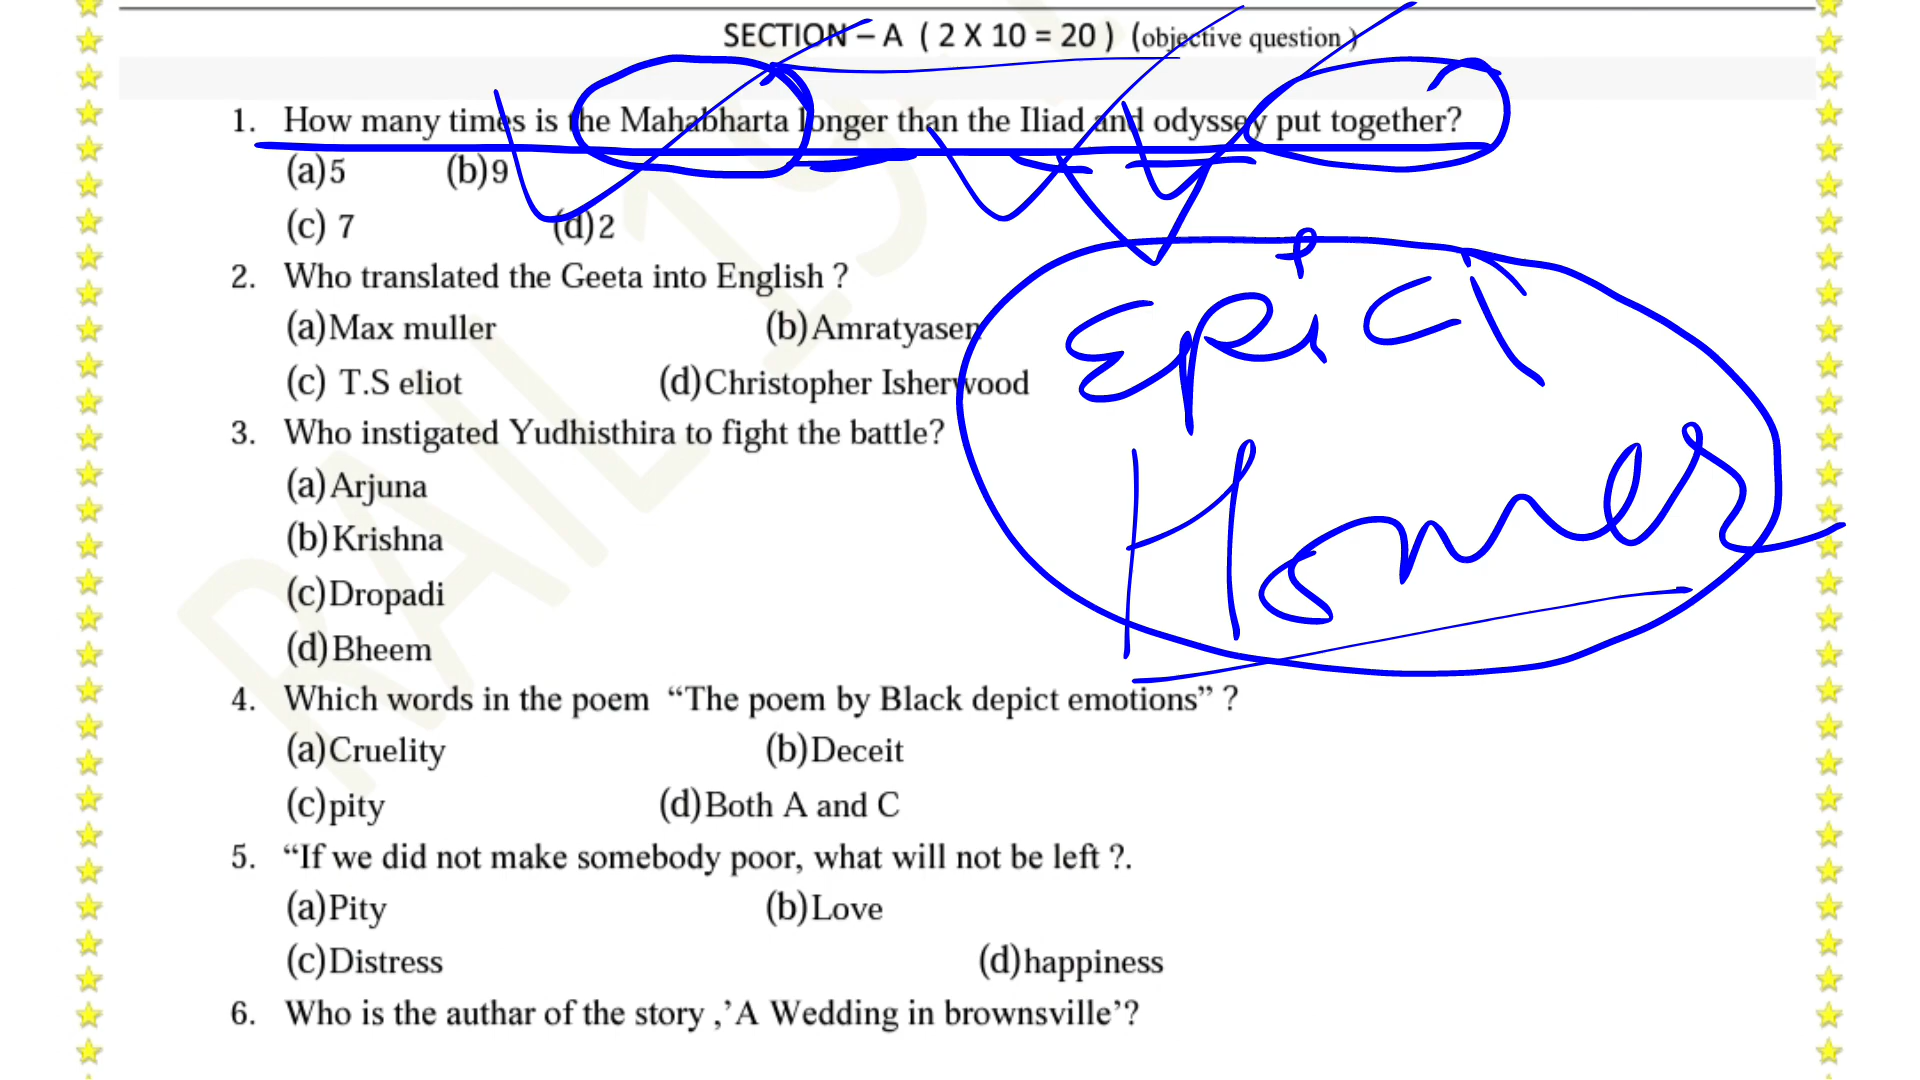 SECTION – A ( 2 X 10 = 20 ) (objective question )
1. How many times is the Mahabharta longer than the Iliad and odyssey put together?
(a)5 (b)9
(c) 7 (d)2
2. Who translated the Geeta into English ?
(a)Max muller (b)Amratyasen
(c) T.S eliot (d)Christopher Isherwood
Epic
3. Who instigated Yudhisthira to fight the battle?
(a)Arjuna
Homer
(b)Krishna
(c)Dropadi
(d)Bheem
4. Which words in the poem “The poem by Black depict emotions” ?
(a)Cruelity (b)Deceit
(c)pity (d)Both A and C
5. “If we did not make somebody poor, what will not be left ?.
(a)Pity (b)Love
(c)Distress (d)happiness
6. Who is the authar of the story ,’A Wedding in brownsville’?